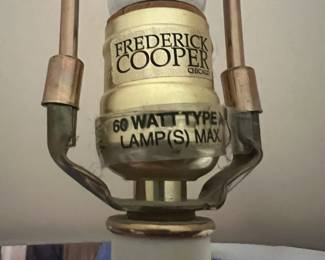 FREDERICK
COOPER
CHICAGO
60 WATT TYPE A
LAMP(S) MAX.